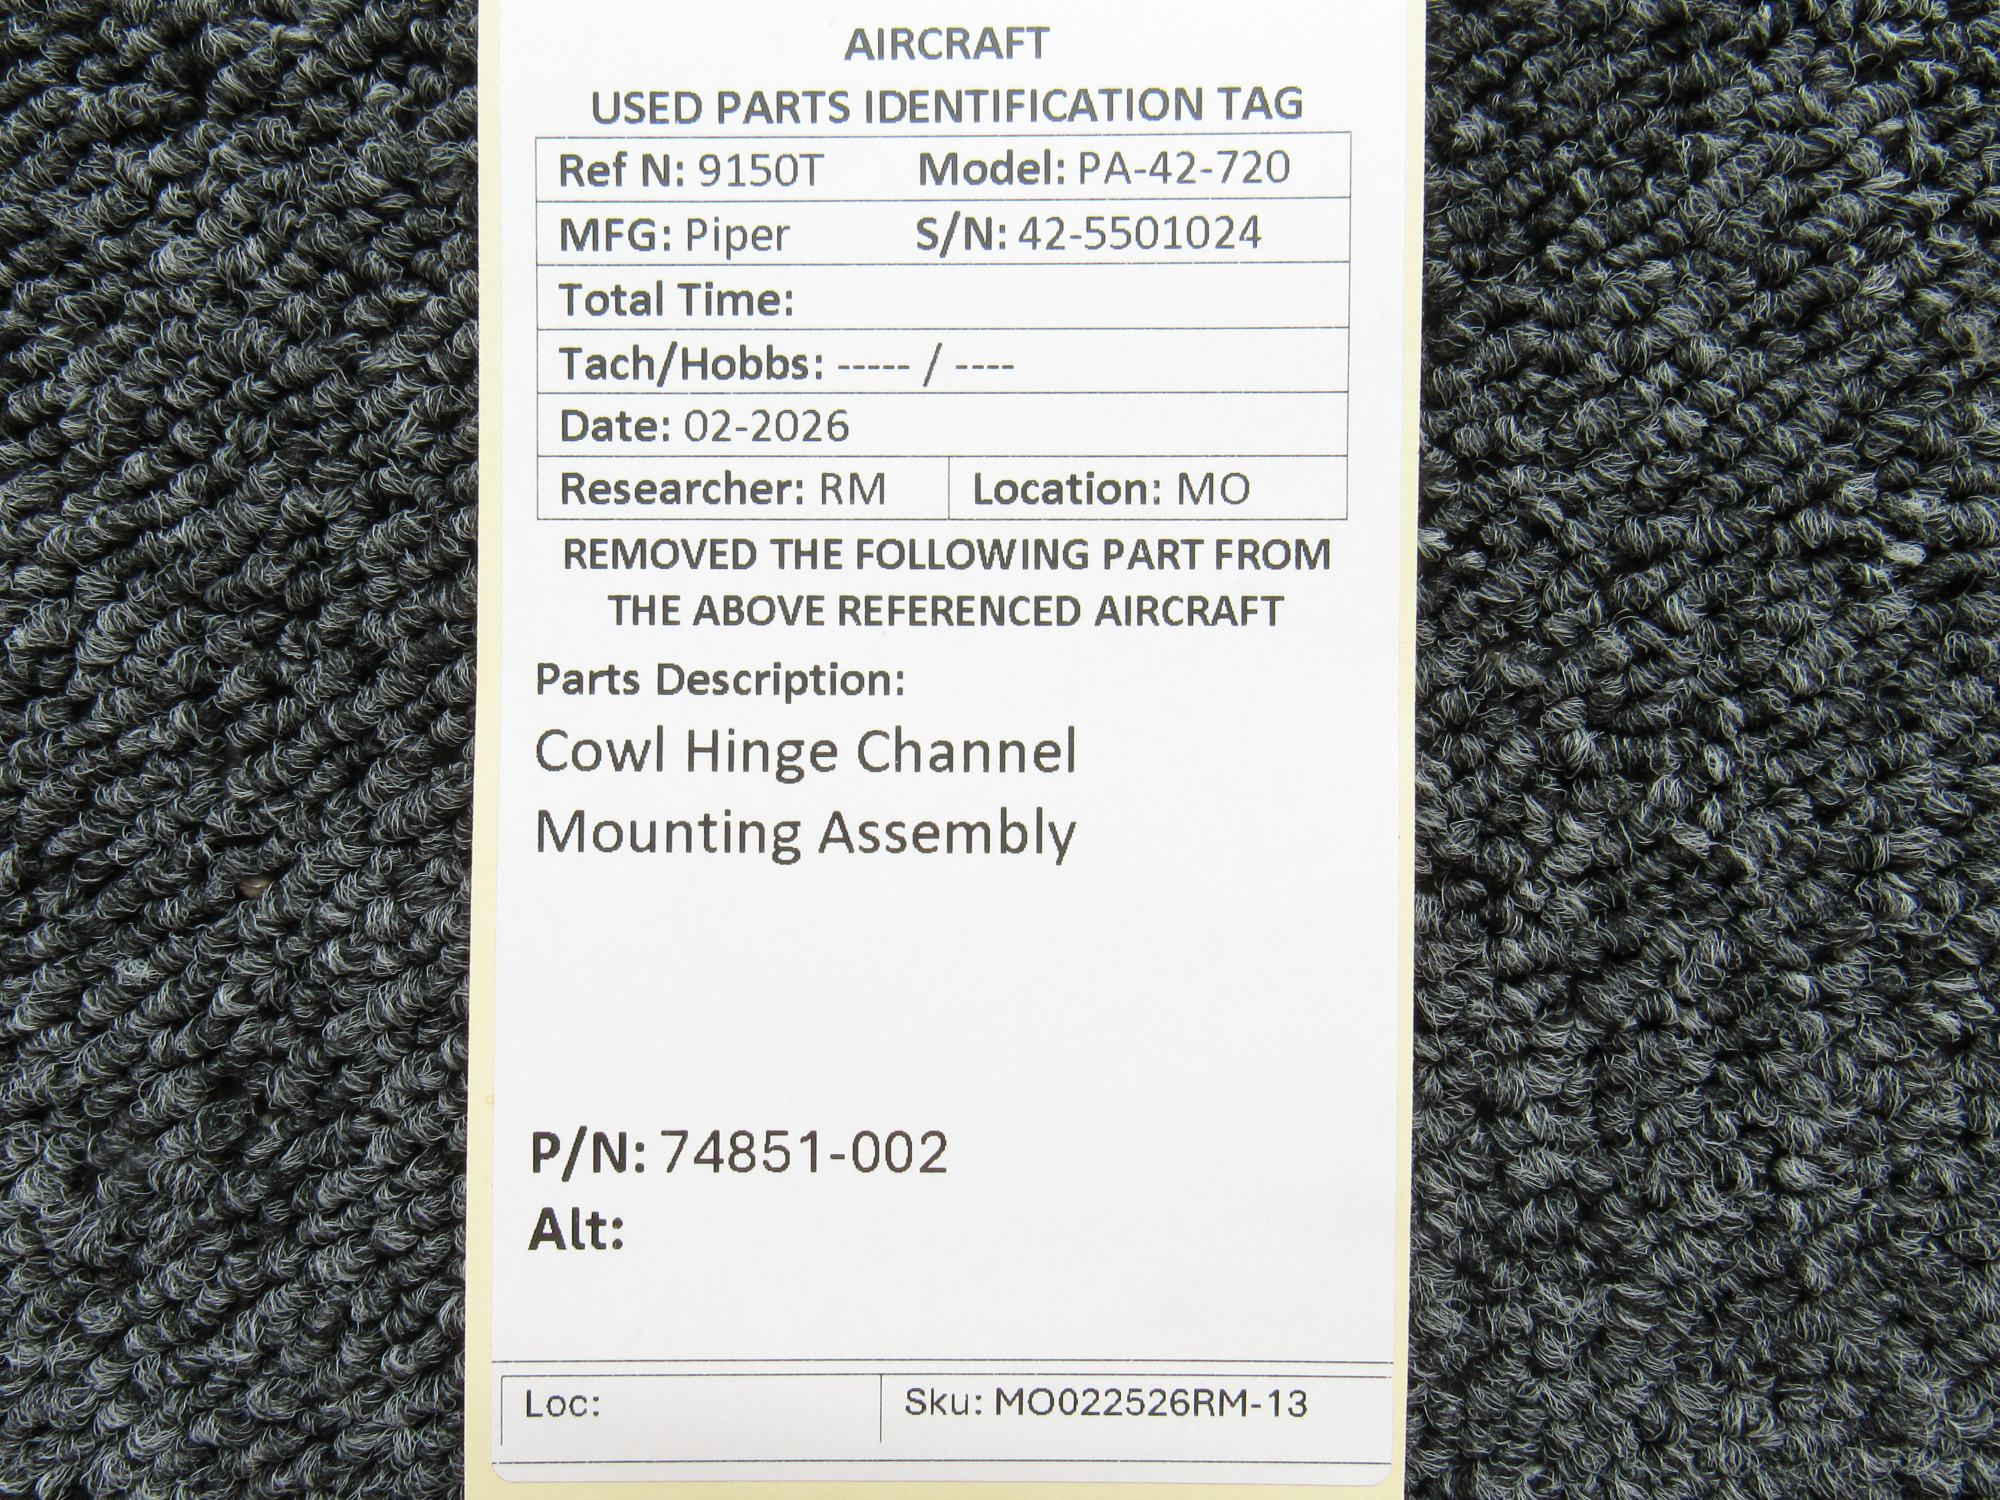 AIRCRAFT
USED PARTS IDENTIFICATION TAG
Ref N: 9150T Model: PA-42-720
MFG: Piper S/N: 42-5501024
Total Time:
Tach/Hobbs: ----- / ----
Date: 02-2026
Researcher: RM Location: MO
REMOVED THE FOLLOWING PART FROM
THE ABOVE REFERENCED AIRCRAFT
Parts Description:
Cowl Hinge Channel
Mounting Assembly
P/N: 74851-002
Alt:
Loc: Sku: MO022526RM-13